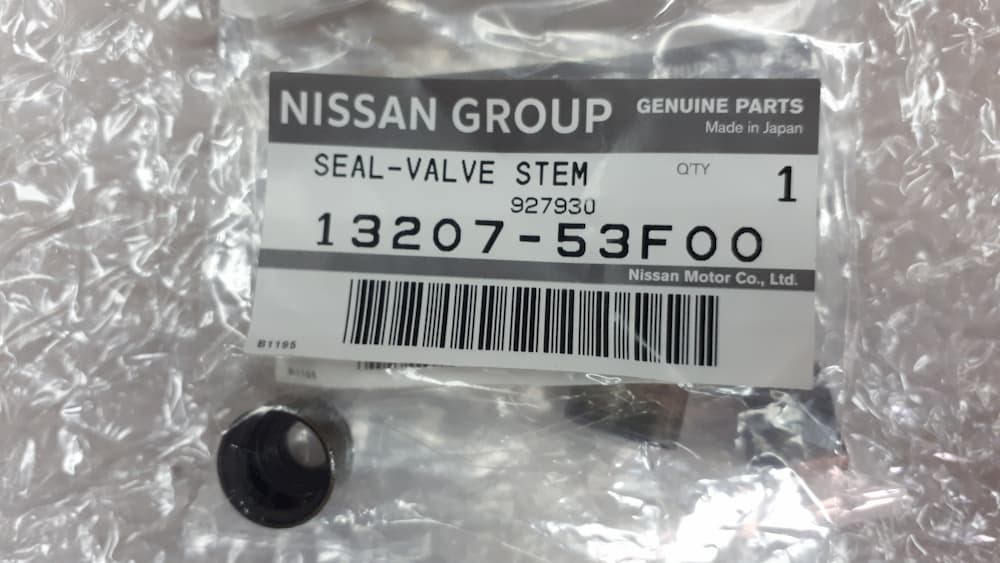 NISSAN GROUP
GENUINE PARTS
Made in Japan
SEAL-VALVE STEM
Q'TY
1
927930
13207-53F00
Nissan Motor Co., Ltd.
B1195
B1195